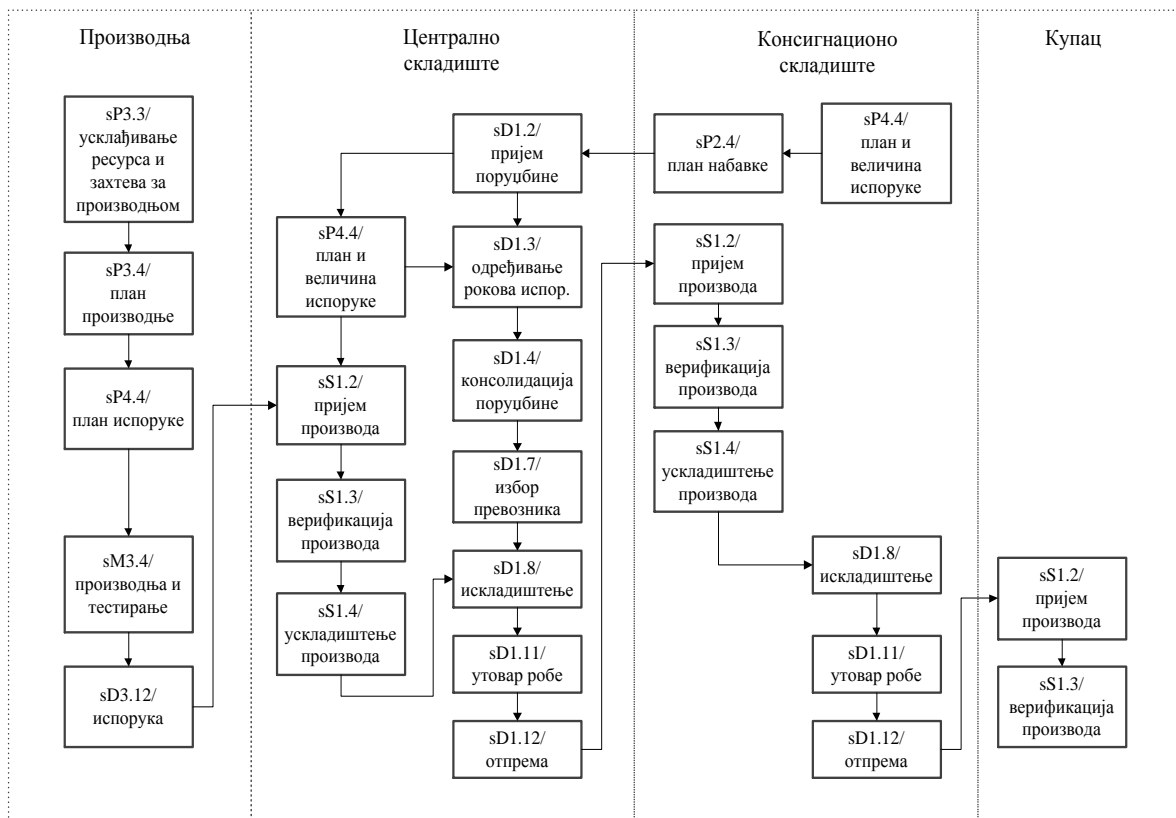 Производња
sP3.3/
усклађивање
ресурса и
захтева за
производњом
sP3.4/
план
производње
sP4.4/
план испоруке
sM3.4/
производња и
тестирање
sD3.12/
испорука
Централно
складиште
sP4.4/
план и
величина
испоруке
sS1.2/
пријем
производа
sS1.3/
верификација
производа
sS1.4/
ускладиштење
производа
sD1.2/
пријем
поруџбине
sD1.3/
одређивање
рокова испор.
sD1.4/
консолидација
поруџбине
sD1.7/
избор
превозника
sD1.8/
искладиштење
sD1.11/
утовар робе
sD1.12/
отпрема
Консигнационо
складиште
sP2.4/
план набавке
sP4.4/
план и
величина
испоруке
sS1.2/
пријем
производа
sS1.3/
верификација
производа
sS1.4/
ускладиштење
производа
sD1.8/
искладиштење
sD1.11/
утовар робе
sD1.12/
отпрема
Купац
sS1.2/
пријем
производа
sS1.3/
верификација
производа